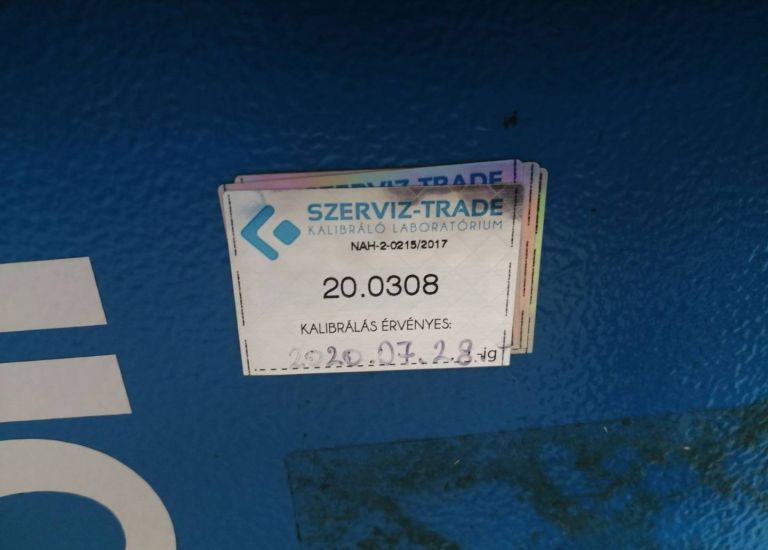 SZERVIZ-TRADE
SZERVIZ-TRADE
KALIBRÁLÓ LABORATÓRIUM
NAH-2-0215/2017
20.0308
KALIBRÁLÁS ÉRVÉNYES:
2020.07.28.-ig